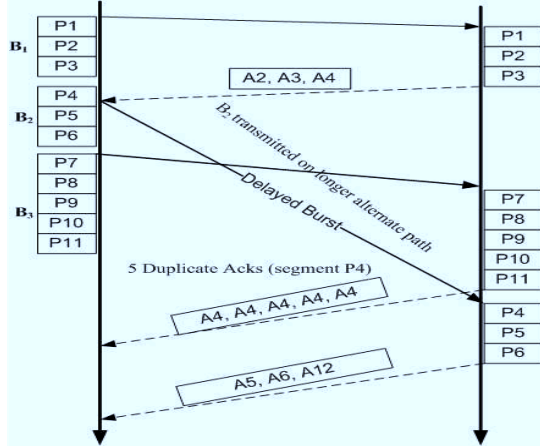 B₁
P1
P2
P3
P1
P2
P3
A2, A3, A4
B₂
P4
P5
P6
B₂ transmitted on longer alternate path
Delayed Burst
B₃
P7
P8
P9
P10
P11
P7
P8
P9
P10
P11
5 Duplicate Acks (segment P4)
A4, A4, A4, A4, A4
P4
P5
P6
A5, A6, A12